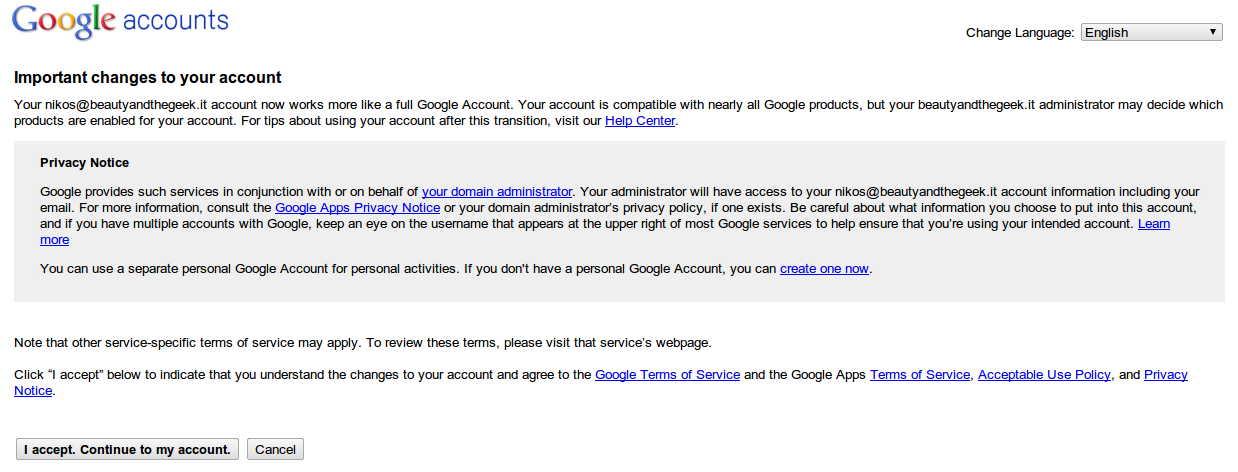 Google accounts
Change Language: English
Important changes to your account
Your nikos@beautyandthegeek.it account now works more like a full Google Account. Your account is compatible with nearly all Google products, but your beautyandthegeek.it administrator may decide which
products are enabled for your account. For tips about using your account after this transition, visit our Help Center.
Privacy Notice
Google provides such services in conjunction with or on behalf of your domain administrator. Your administrator will have access to your nikos@beautyandthegeek.it account information including your
email. For more information, consult the Google Apps Privacy Notice or your domain administrator's privacy policy, if one exists. Be careful about what information you choose to put into this account,
and if you have multiple accounts with Google, keep an eye on the username that appears at the upper right of most Google services to help ensure that you're using your intended account. Learn
more
You can use a separate personal Google Account for personal activities. If you don't have a personal Google Account, you can create one now.
Note that other service-specific terms of service may apply. To review these terms, please visit that service's webpage.
Click “I accept” below to indicate that you understand the changes to your account and agree to the Google Terms of Service and the Google Apps Terms of Service, Acceptable Use Policy, and Privacy
Notice.
I accept. Continue to my account. Cancel